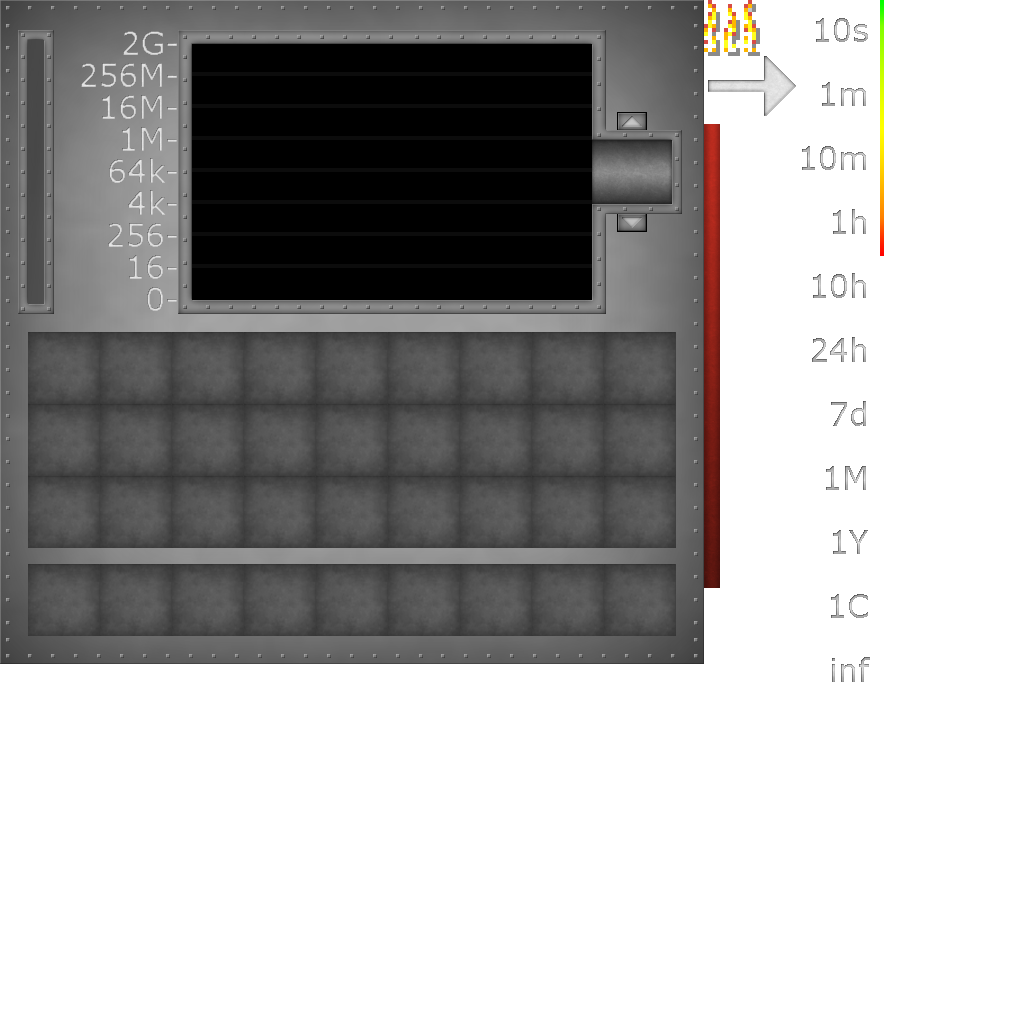 2G-
256M-
16M-
1M-
64k-
4k-
256-
16-
0-
10s
1m
10m
1h
10h
24h
7d
1M
1Y
1C
inf